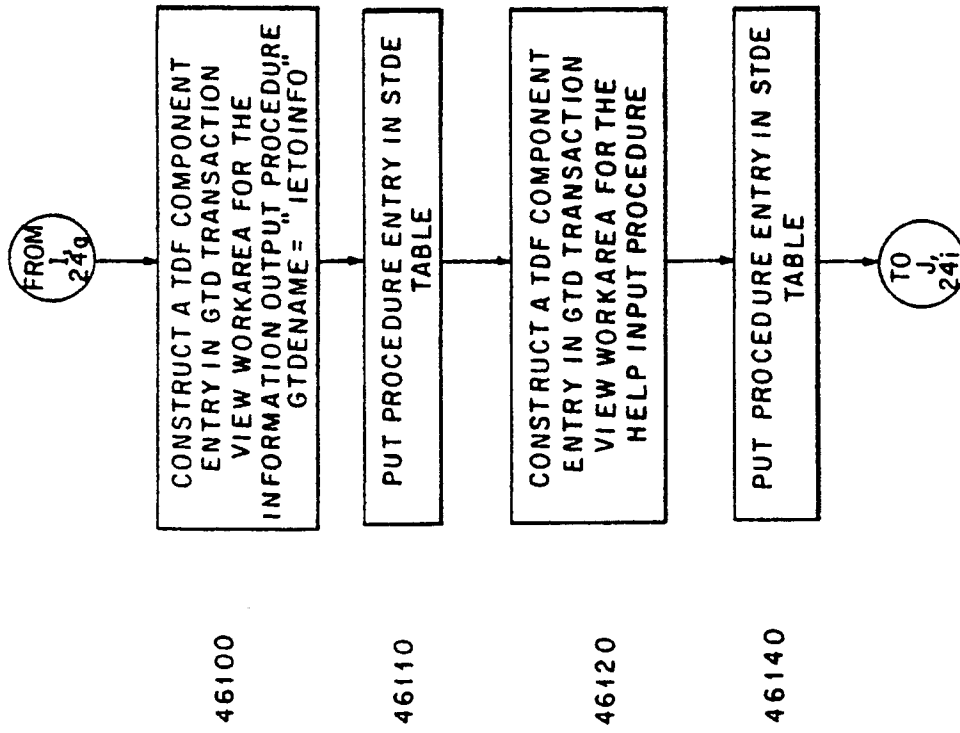 FROM
I,
24g
46100
CONSTRUCT A TDF COMPONENT
ENTRY IN GTD TRANSACTION
VIEW WORKAREA FOR THE
INFORMATION OUTPUT PROCEDURE
GTDENAME = "IETOINFO"
46110
PUT PROCEDURE ENTRY IN STDE
TABLE
46120
CONSTRUCT A TDF COMPONENT
ENTRY IN GTD TRANSACTION
VIEW WORKAREA FOR THE
HELP INPUT PROCEDURE
46140
PUT PROCEDURE ENTRY IN STDE
TABLE
TO
J,
24i